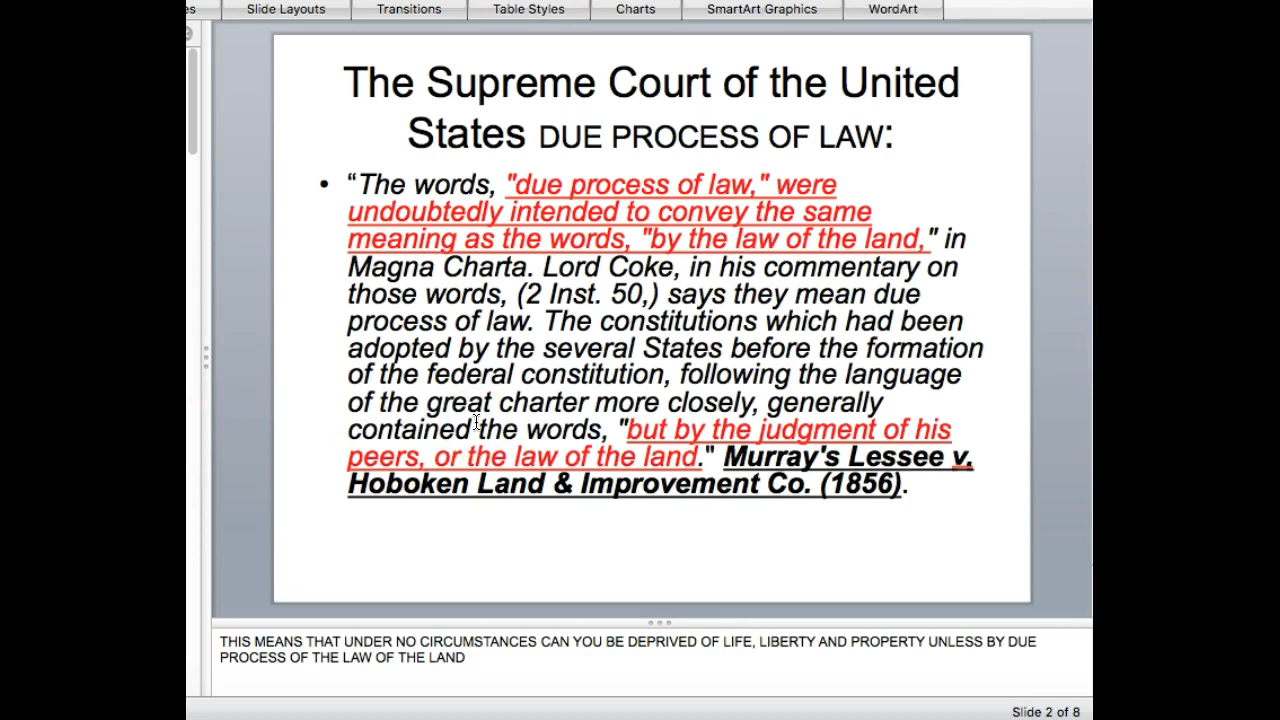 es Slide Layouts Transitions Table Styles Charts SmartArt Graphics WordArt
The Supreme Court of the United
States DUE PROCESS OF LAW:
• “The words, "due process of law," were
undoubtedly intended to convey the same
meaning as the words, "by the law of the land," in
Magna Charta. Lord Coke, in his commentary on
those words, (2 Inst. 50,) says they mean due
process of law. The constitutions which had been
adopted by the several States before the formation
of the federal constitution, following the language
of the great charter more closely, generally
contained the words, "but by the judgment of his
peers, or the law of the land." Murray's Lessee v.
Hoboken Land & Improvement Co. (1856).
THIS MEANS THAT UNDER NO CIRCUMSTANCES CAN YOU BE DEPRIVED OF LIFE, LIBERTY AND PROPERTY UNLESS BY DUE
PROCESS OF THE LAW OF THE LAND
Slide 2 of 8